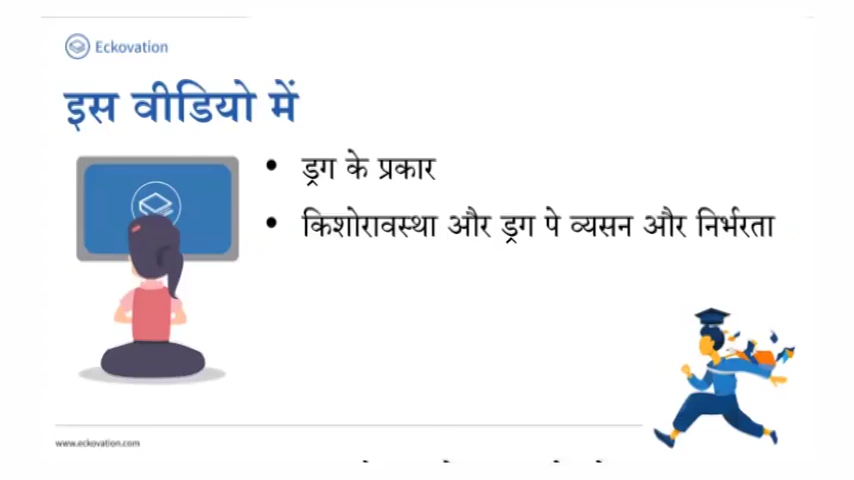 Eckovation
इस वीडियो में
• ड्रग के प्रकार
• किशोरावस्था और ड्रग पे व्यसन और निर्भरता
www.eckovation.com